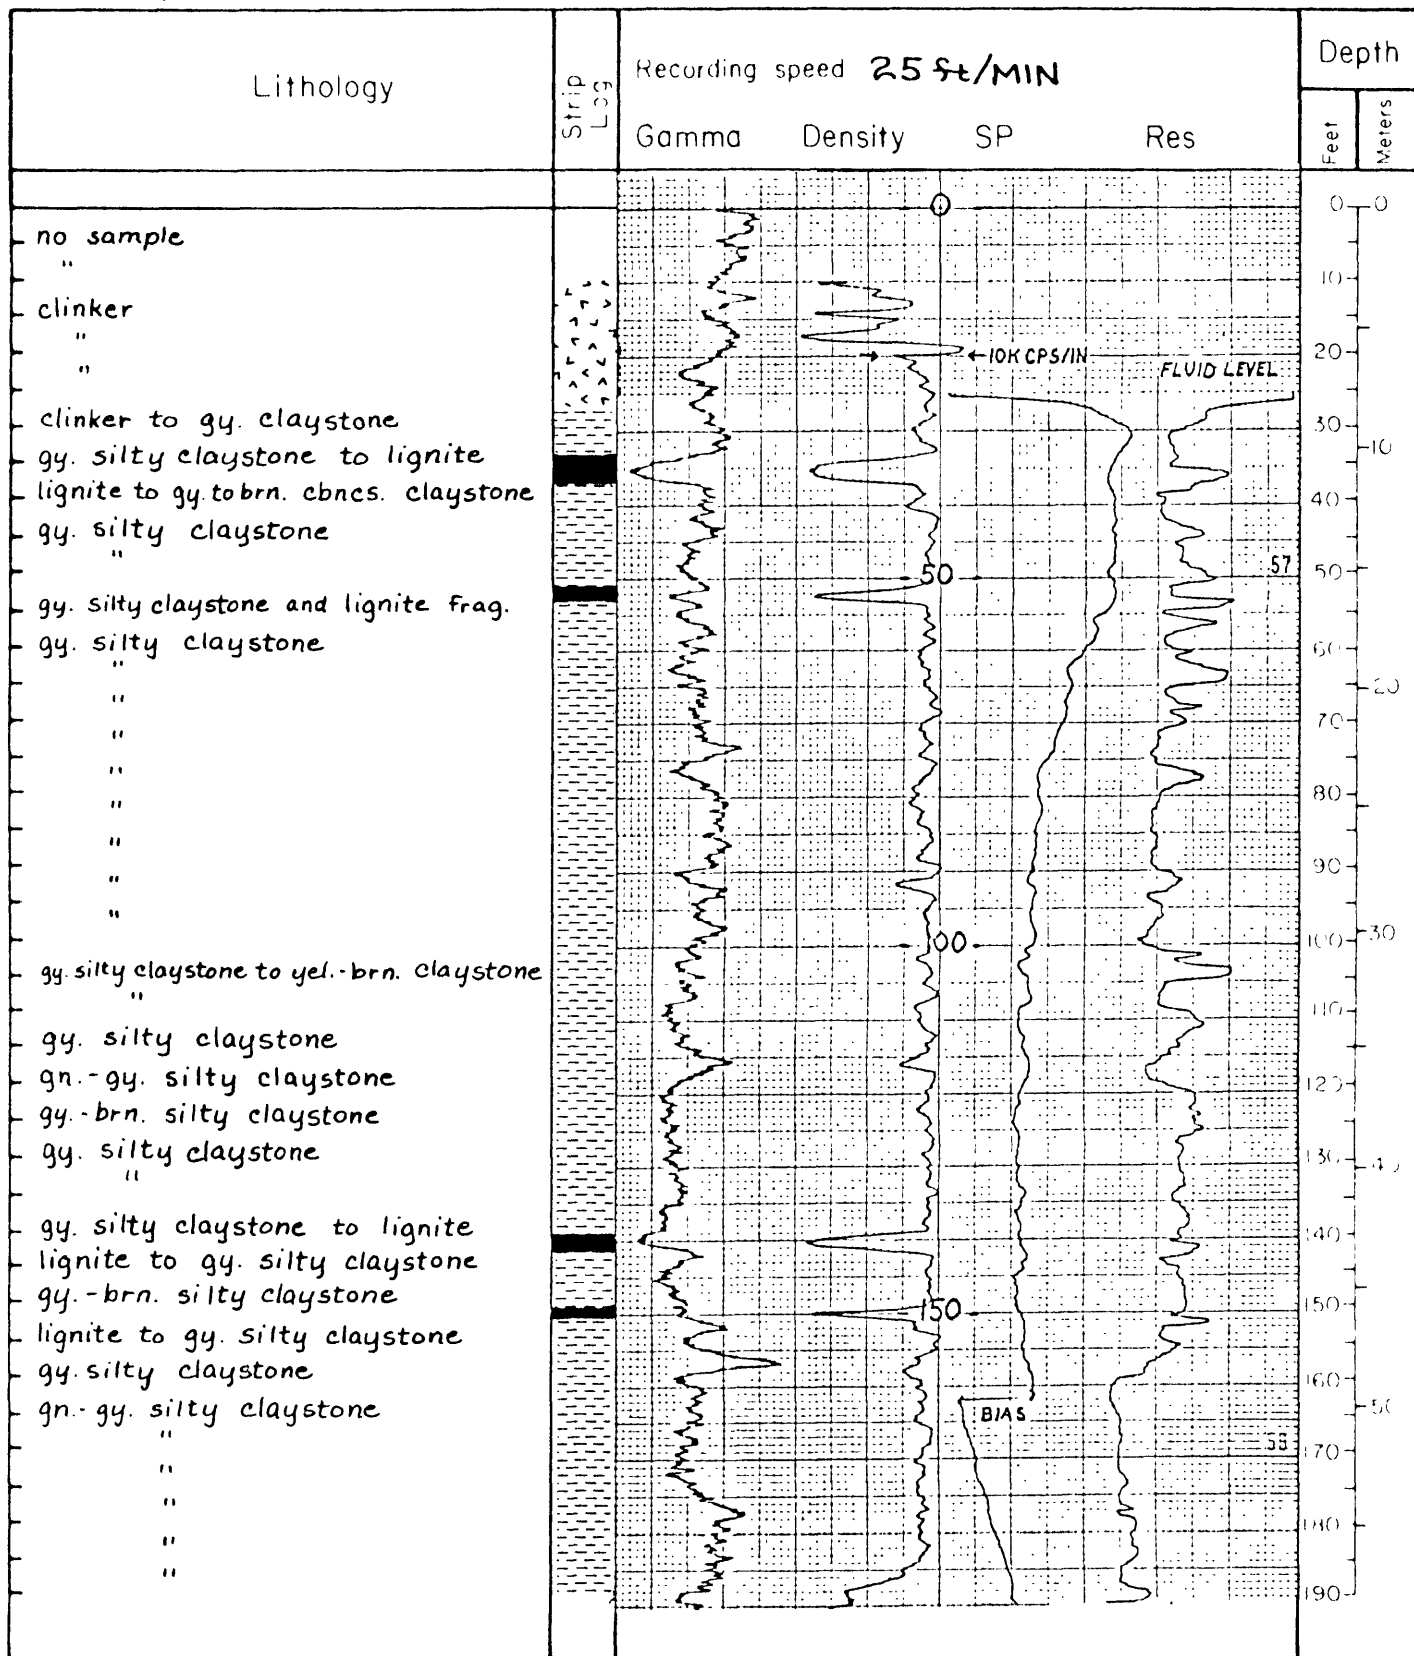 Lithology
Strip Log
Recording speed 25 ft/MIN
Gamma Density SP Res
Depth
Feet
Meters
0
0 0
no sample
"
10
clinker
"
"
10K CPS/IN
20
FLUID LEVEL
clinker to gy. claystone
30
gy. silty claystone to lignite
10
lignite to gy. to brn. cbncs. claystone
40
gy. silty claystone
"
50
57
50
gy. silty claystone and lignite frag.
gy. silty claystone
60
"
"
20
"
70
"
"
80
"
"
90
"
100
30
gy. silty claystone to yel.-brn. claystone
"
110
gy. silty claystone
gn.-gy. silty claystone
120
gy.-brn. silty claystone
gy. silty claystone
130
"
gy. silty claystone to lignite
140
lignite to gy. silty claystone
gy.-brn. silty claystone
150
150
lignite to gy. silty claystone
gy. silty claystone
160
gn.-gy. silty claystone
BIAS
50
"
170
"
"
180
"
"
190